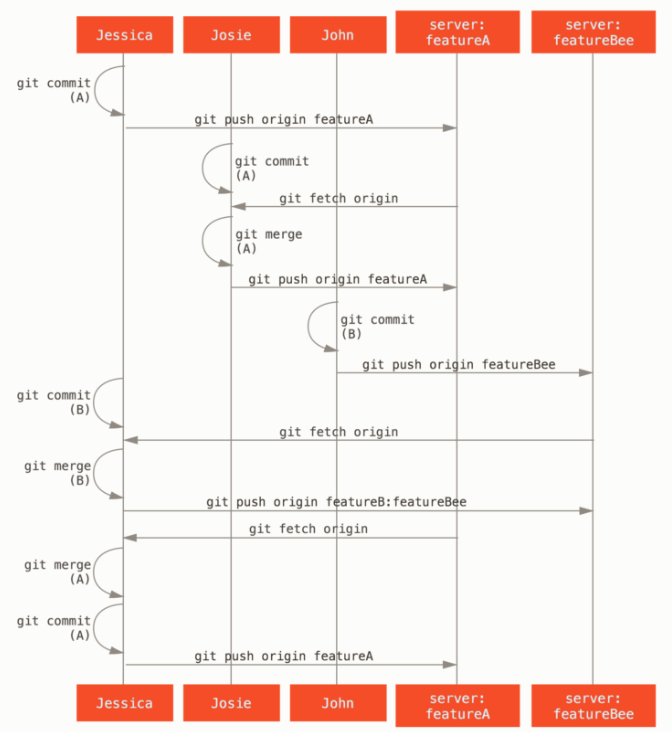 Jessica
Josie
John
server:
featureA
server:
featureBee
git commit
(A)
git push origin featureA
git commit
(A)
git fetch origin
git merge
(A)
git push origin featureA
git commit
(B)
git push origin featureBee
git commit
(B)
git fetch origin
git merge
(B)
git push origin featureB:featureBee
git fetch origin
git merge
(A)
git commit
(A)
git push origin featureA
Jessica
Josie
John
server:
featureA
server:
featureBee